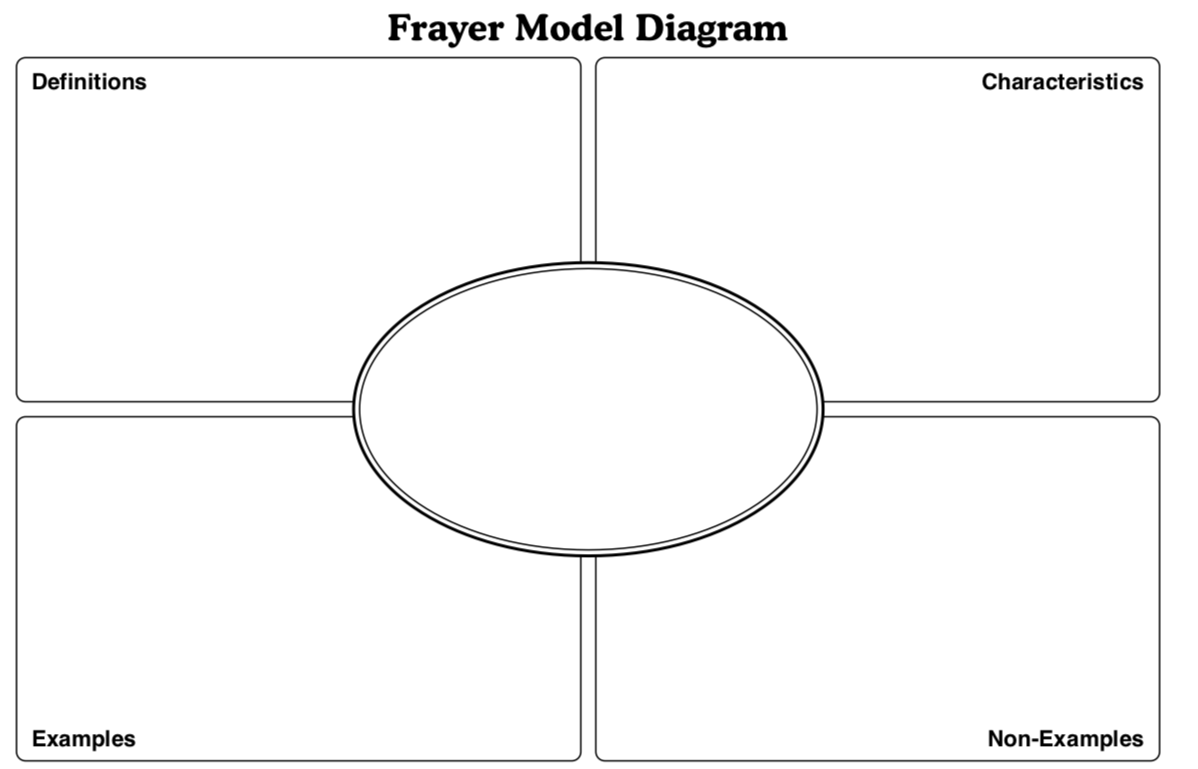 Frayer Model Diagram
Definitions
Characteristics
Examples
Non-Examples